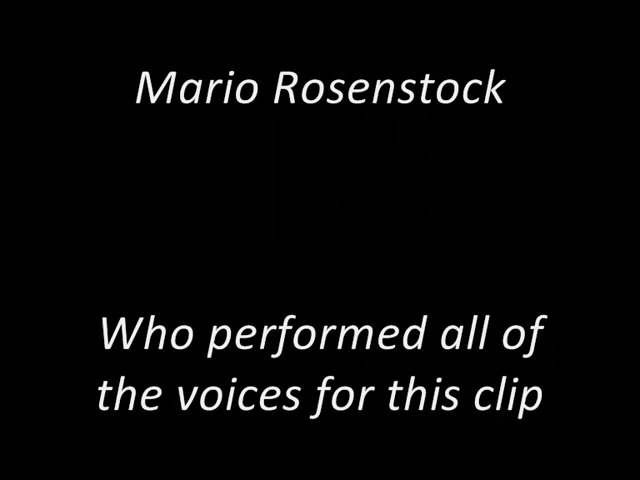 Mario Rosenstock
Who performed all of
the voices for this clip